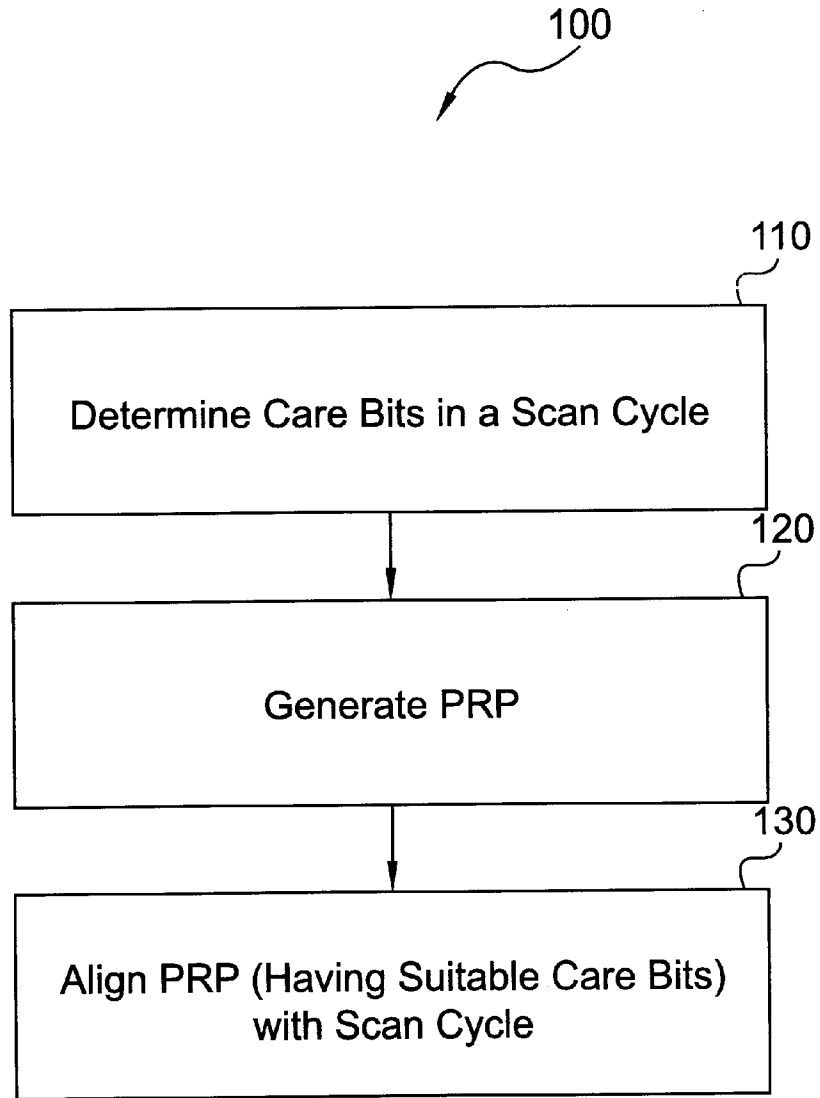 100
110
Determine Care Bits in a Scan Cycle
120
Generate PRP
130
Align PRP (Having Suitable Care Bits)
with Scan Cycle